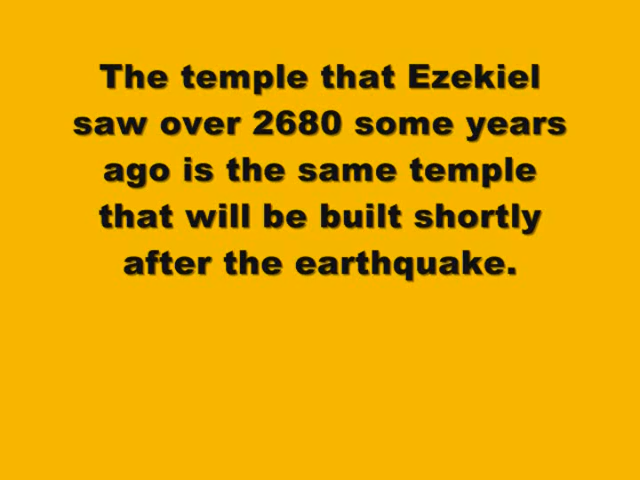 The temple that Ezekiel
saw over 2680 some years
ago is the same temple
that will be built shortly
after the earthquake.